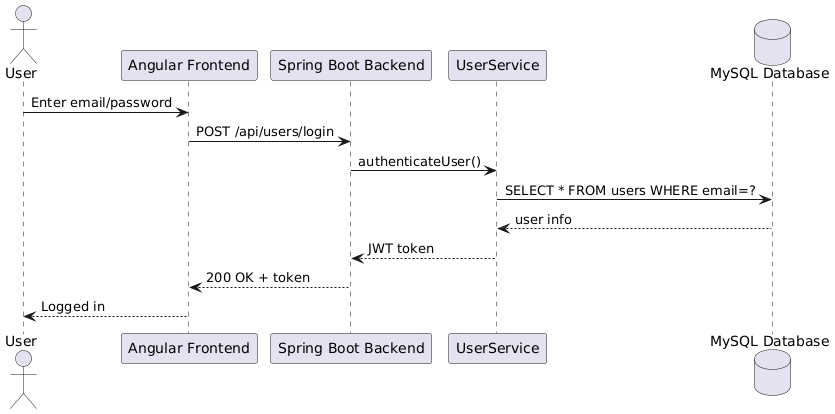 User
Angular Frontend
Spring Boot Backend
UserService
MySQL Database
Enter email/password
POST /api/users/login
authenticateUser()
SELECT * FROM users WHERE email=?
user info
JWT token
200 OK + token
Logged in
User
Angular Frontend
Spring Boot Backend
UserService
MySQL Database